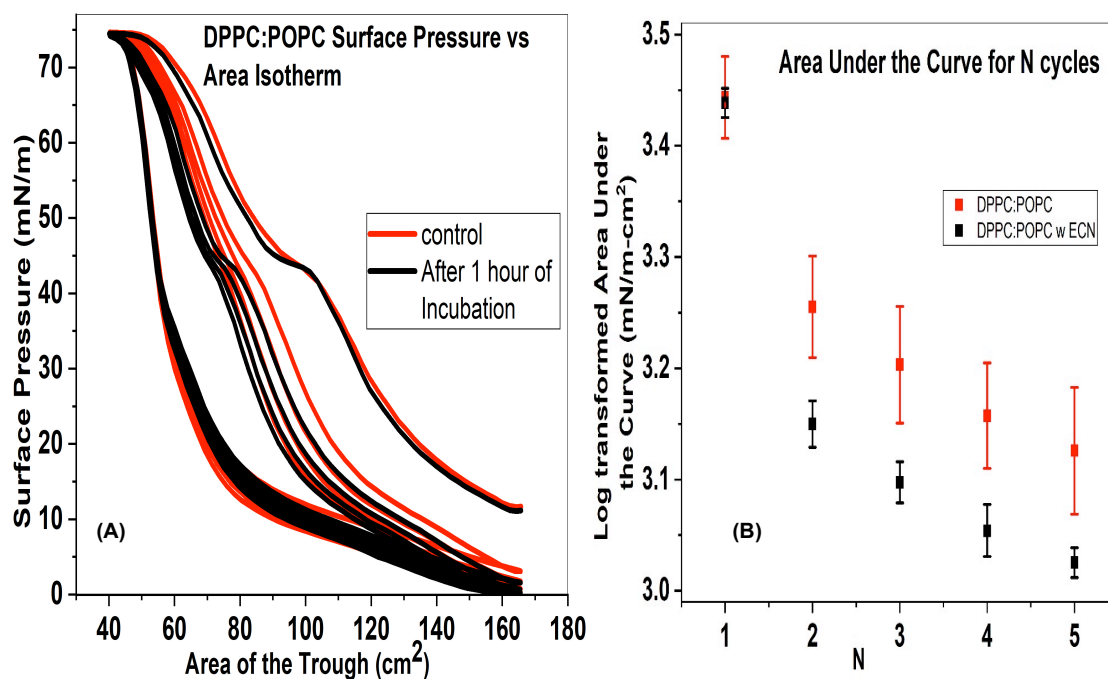 DPPC:POPC Surface Pressure vs
Area Isotherm
control
After 1 hour of
Incubation
Surface Pressure (mN/m)
70
60
50
40
30
20
10
0
(A)
40 60 80 100 120 140 160 180
Area of the Trough (cm²)
Area Under the Curve for N cycles
DPPC:POPC
DPPC:POPC w ECN
Log transformed Area Under
the Curve (mN/m-cm²)
3.5
3.4
3.3
3.2
3.1
3.0
(B)
1 2 3 4 5
N